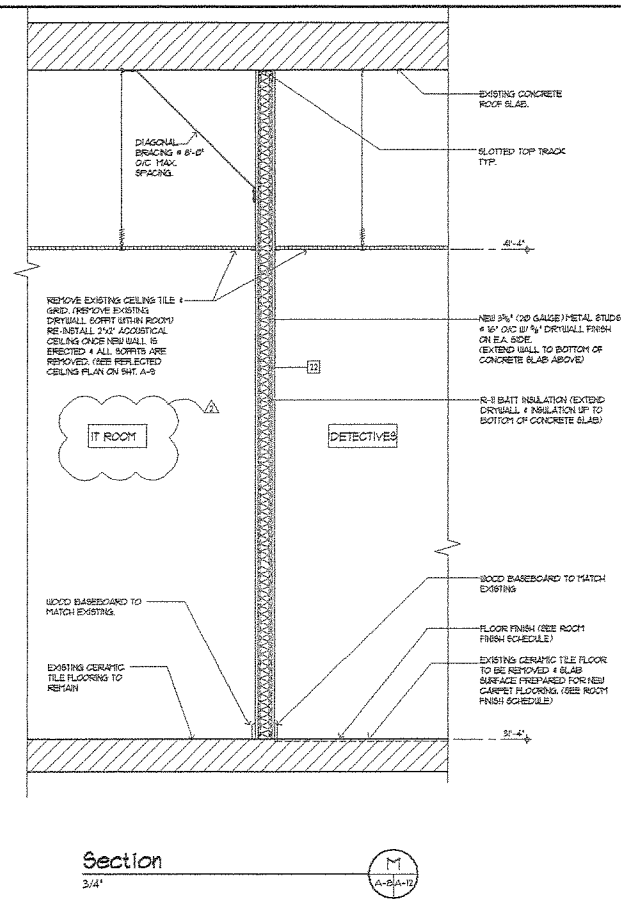 EXISTING CONCRETE
ROOF SLAB.
DIAGONAL
BRACING @ 8'-0"
O/C MAX.
SPACING.
SLOTTED TOP TRACK
TYP.
41'-4"
REMOVE EXISTING CEILING TILE &
GRID. (REMOVE EXISTING
DRYWALL SOFFIT WITHIN ROOM)
RE-INSTALL 2'x2' ACOUSTICAL
CEILING ONCE NEW WALL IS
ERECTED & ALL SOFFITS ARE
REMOVED. (SEE REFLECTED
CEILING PLAN ON SHT. A-9
NEW 3⅝" (20 GAUGE) METAL STUDS
@ 16" O/C W/ ⅝" DRYWALL FINISH
ON E.A. SIDE.
(EXTEND WALL TO BOTTOM OF
CONCRETE SLAB ABOVE)
22
R-11 BATT INSULATION (EXTEND
DRYWALL & INSULATION UP TO
BOTTOM OF CONCRETE SLAB)
2
IT ROOM
DETECTIVES
WOOD BASEBOARD TO
MATCH EXISTING.
WOOD BASEBOARD TO MATCH
EXISTING
FLOOR FINISH (SEE ROOM
FINISH SCHEDULE)
EXISTING CERAMIC
TILE FLOORING TO
REMAIN
EXISTING CERAMIC TILE FLOOR
TO BE REMOVED & SLAB
SURFACE PREPARED FOR NEW
CARPET FLOORING. (SEE ROOM
FINISH SCHEDULE)
Section
3/4"
M
A-8 A-12